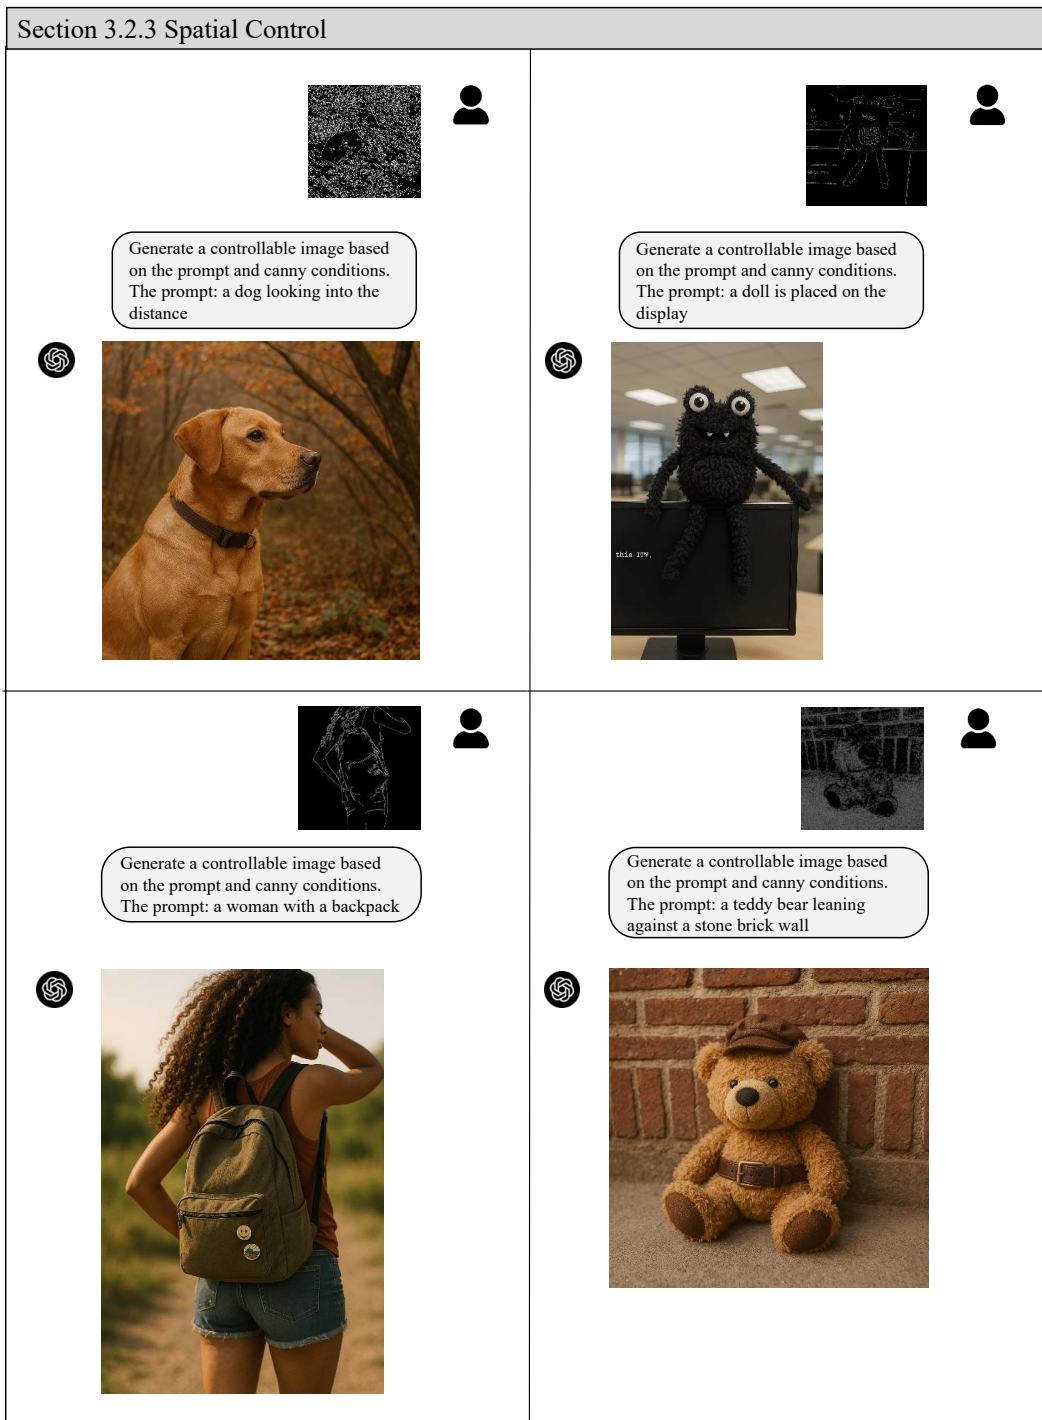 Section 3.2.3 Spatial Control
Generate a controllable image based
on the prompt and canny conditions.
The prompt: a dog looking into the
distance
Generate a controllable image based
on the prompt and canny conditions.
The prompt: a doll is placed on the
display
this ITV,
Generate a controllable image based
on the prompt and canny conditions.
The prompt: a woman with a backpack
Generate a controllable image based
on the prompt and canny conditions.
The prompt: a teddy bear leaning
against a stone brick wall